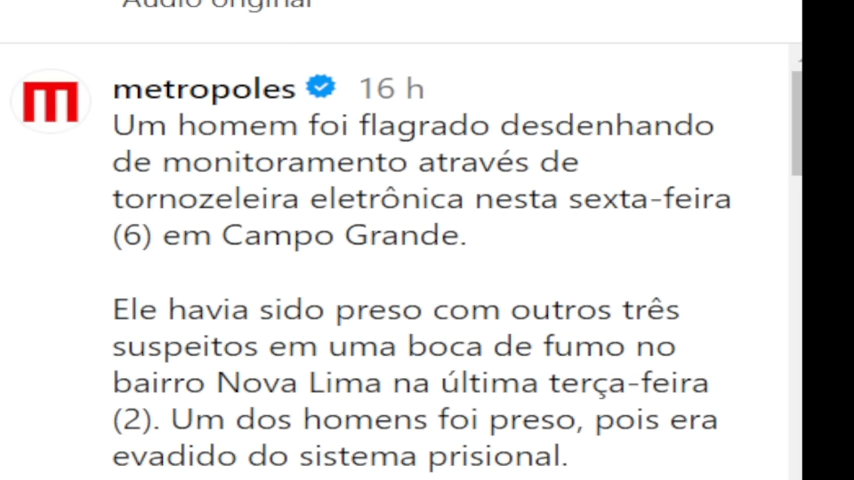 Áudio original
metropoles 16 h
Um homem foi flagrado desdenhando
de monitoramento através de
tornozeleira eletrônica nesta sexta-feira
(6) em Campo Grande.
Ele havia sido preso com outros três
suspeitos em uma boca de fumo no
bairro Nova Lima na última terça-feira
(2). Um dos homens foi preso, pois era
evadido do sistema prisional.